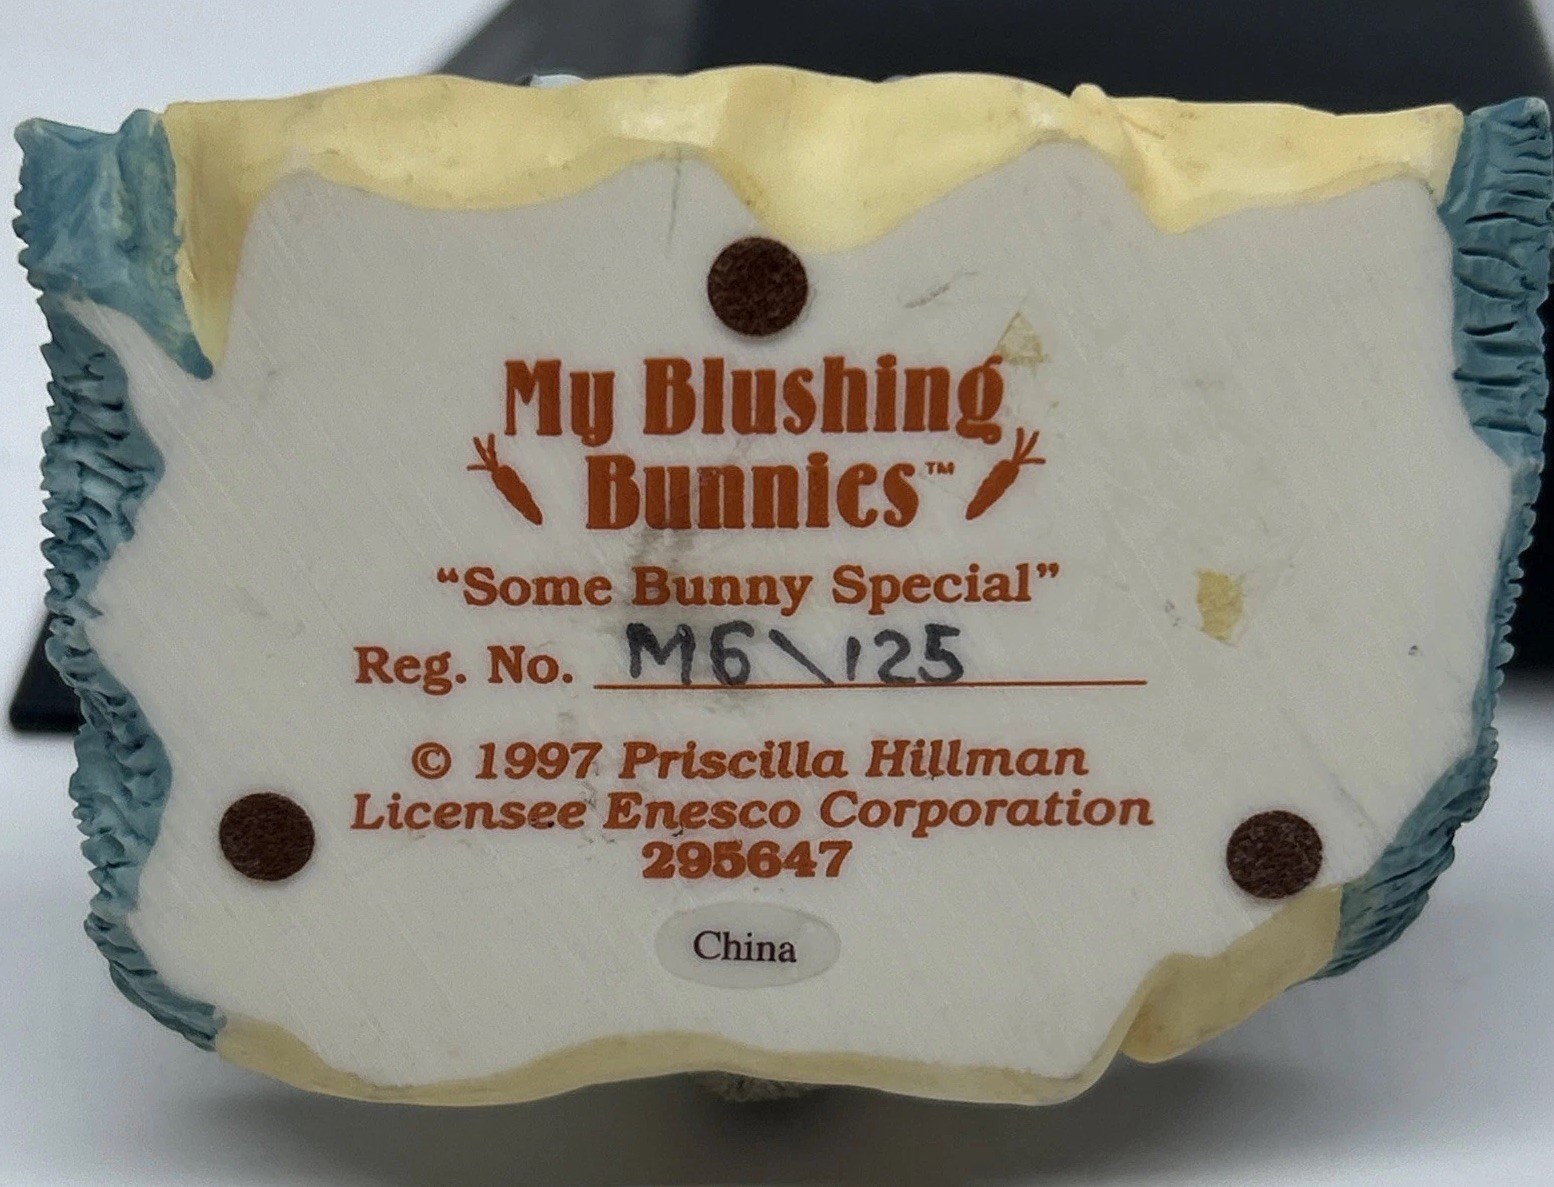 My Blushing
Bunnies™
“Some Bunny Special”
Reg. No. M6\125
© 1997 Priscilla Hillman
Licensee Enesco Corporation
295647
China